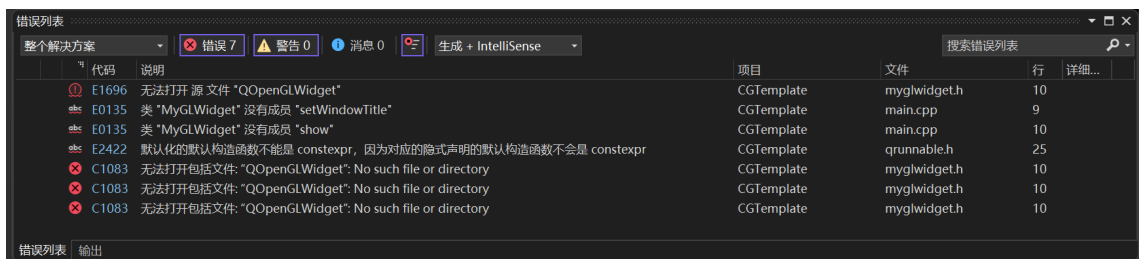 错误列表
整个解决方案 错误 7 警告 0 消息 0 生成 + IntelliSense 搜索错误列表
代码 说明 项目 文件 行 详细...
E1696 无法打开 源 文件 "QOpenGLWidget" CGTemplate myglwidget.h 10
abc E0135 类 "MyGLWidget" 没有成员 "setWindowTitle" CGTemplate main.cpp 9
abc E0135 类 "MyGLWidget" 没有成员 "show" CGTemplate main.cpp 10
abc E2422 默认化的默认构造函数不能是 constexpr，因为对应的隐式声明的默认构造函数不会是 constexpr CGTemplate qrunnable.h 25
C1083 无法打开包括文件: “QOpenGLWidget”: No such file or directory CGTemplate myglwidget.h 10
C1083 无法打开包括文件: “QOpenGLWidget”: No such file or directory CGTemplate myglwidget.h 10
C1083 无法打开包括文件: “QOpenGLWidget”: No such file or directory CGTemplate myglwidget.h 10
错误列表 输出